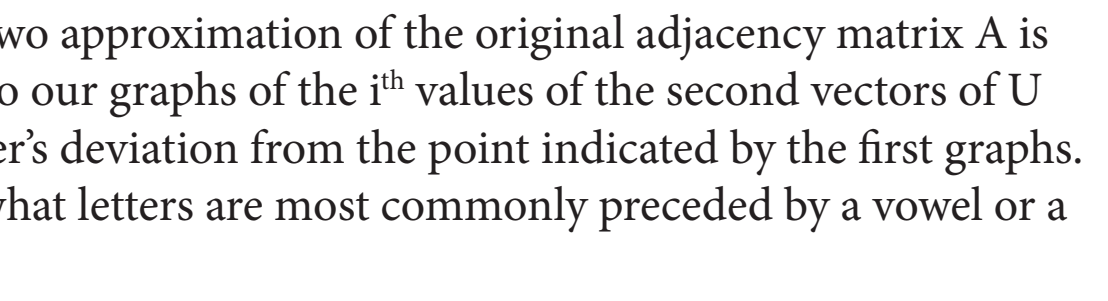 wo approximation of the original adjacency matrix A is
o our graphs of the iᵗʰ values of the second vectors of U
er’s deviation from the point indicated by the first graphs.
what letters are most commonly preceded by a vowel or a